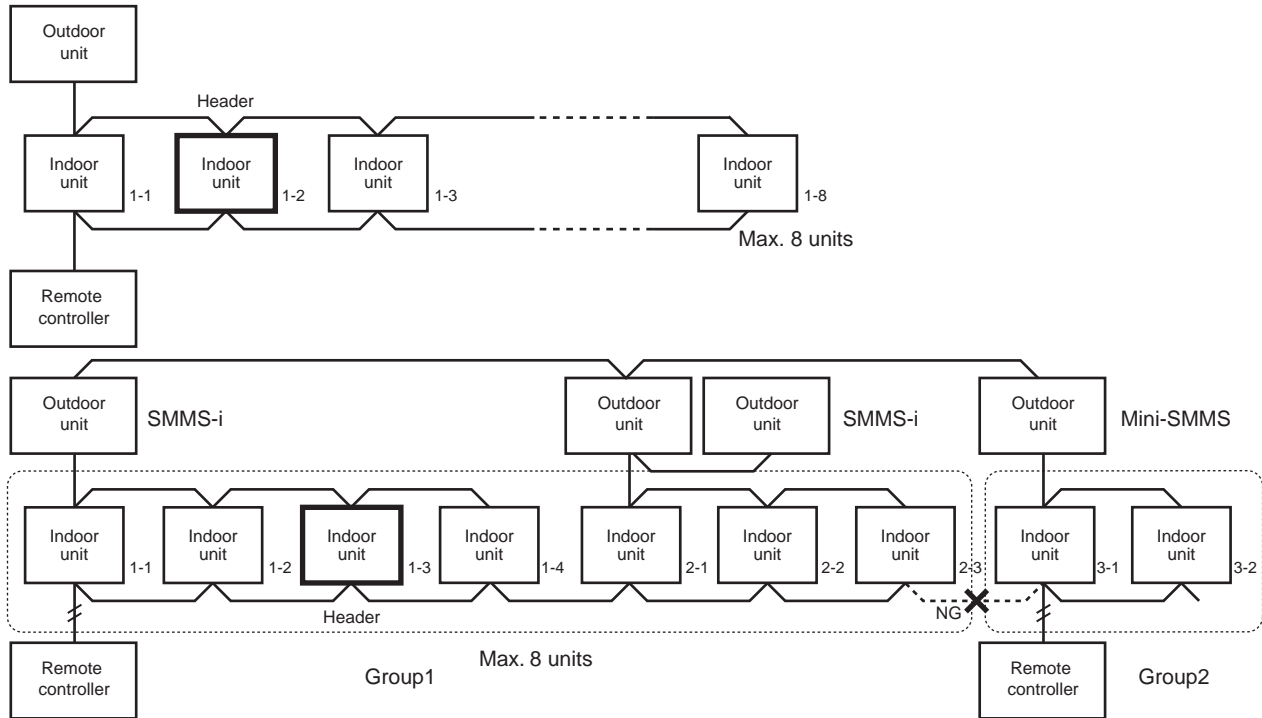 Outdoor
unit
Header
Indoor
unit
1-1
Indoor
unit
1-2
Indoor
unit
1-3
Indoor
unit
1-8
Max. 8 units
Remote
controller
Outdoor
unit
SMMS-i
Outdoor
unit
Outdoor
unit
SMMS-i
Outdoor
unit
Mini-SMMS
Indoor
unit
1-1
Indoor
unit
1-2
Indoor
unit
1-3
Indoor
unit
1-4
Indoor
unit
2-1
Indoor
unit
2-2
Indoor
unit
2-3
Indoor
unit
3-1
Indoor
unit
3-2
Header
NG
Remote
controller
Group1
Max. 8 units
Remote
controller
Group2